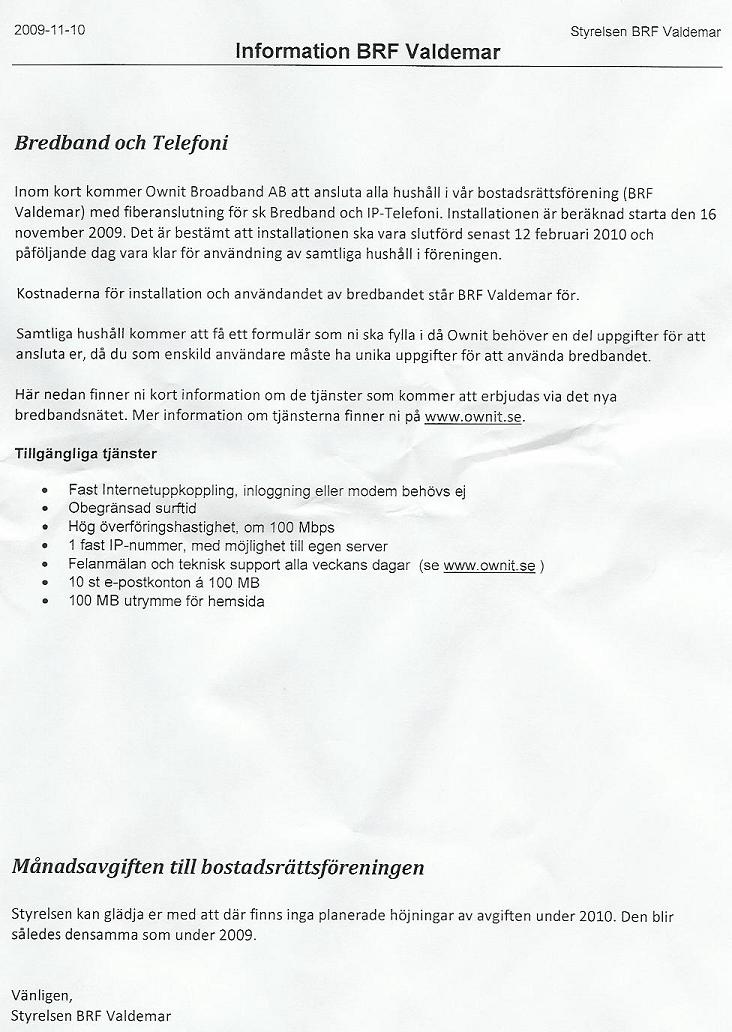 2009-11-10
Styrelsen BRF Valdemar
Information BRF Valdemar
Bredband och Telefoni
Inom kort kommer Ownit Broadband AB att ansluta alla hushåll i vår bostadsrättsförening (BRF
Valdemar) med fiberanslutning för sk Bredband och IP-Telefoni. Installationen är beräknad starta den 16
november 2009. Det är bestämt att installationen ska vara slutförd senast 12 februari 2010 och
påföljande dag vara klar för användning av samtliga hushåll i föreningen.
Kostnaderna för installation och användandet av bredbandet står BRF Valdemar för.
Samtliga hushåll kommer att få ett formulär som ni ska fylla i då Ownit behöver en del uppgifter för att
ansluta er, då du som enskild användare måste ha unika uppgifter för att använda bredbandet.
Här nedan finner ni kort information om de tjänster som kommer att erbjudas via det nya
bredbandsnätet. Mer information om tjänsterna finner ni på www.ownit.se.
Tillgängliga tjänster
• Fast Internetuppkoppling, inloggning eller modem behövs ej
• Obegränsad surftid
• Hög överföringshastighet, om 100 Mbps
• 1 fast IP-nummer, med möjlighet till egen server
• Felanmälan och teknisk support alla veckans dagar (se www.ownit.se )
• 10 st e-postkonton á 100 MB
• 100 MB utrymme för hemsida
Månadsavgiften till bostadsrättsföreningen
Styrelsen kan glädja er med att där finns inga planerade höjningar av avgiften under 2010. Den blir
således densamma som under 2009.
Vänligen,
Styrelsen BRF Valdemar